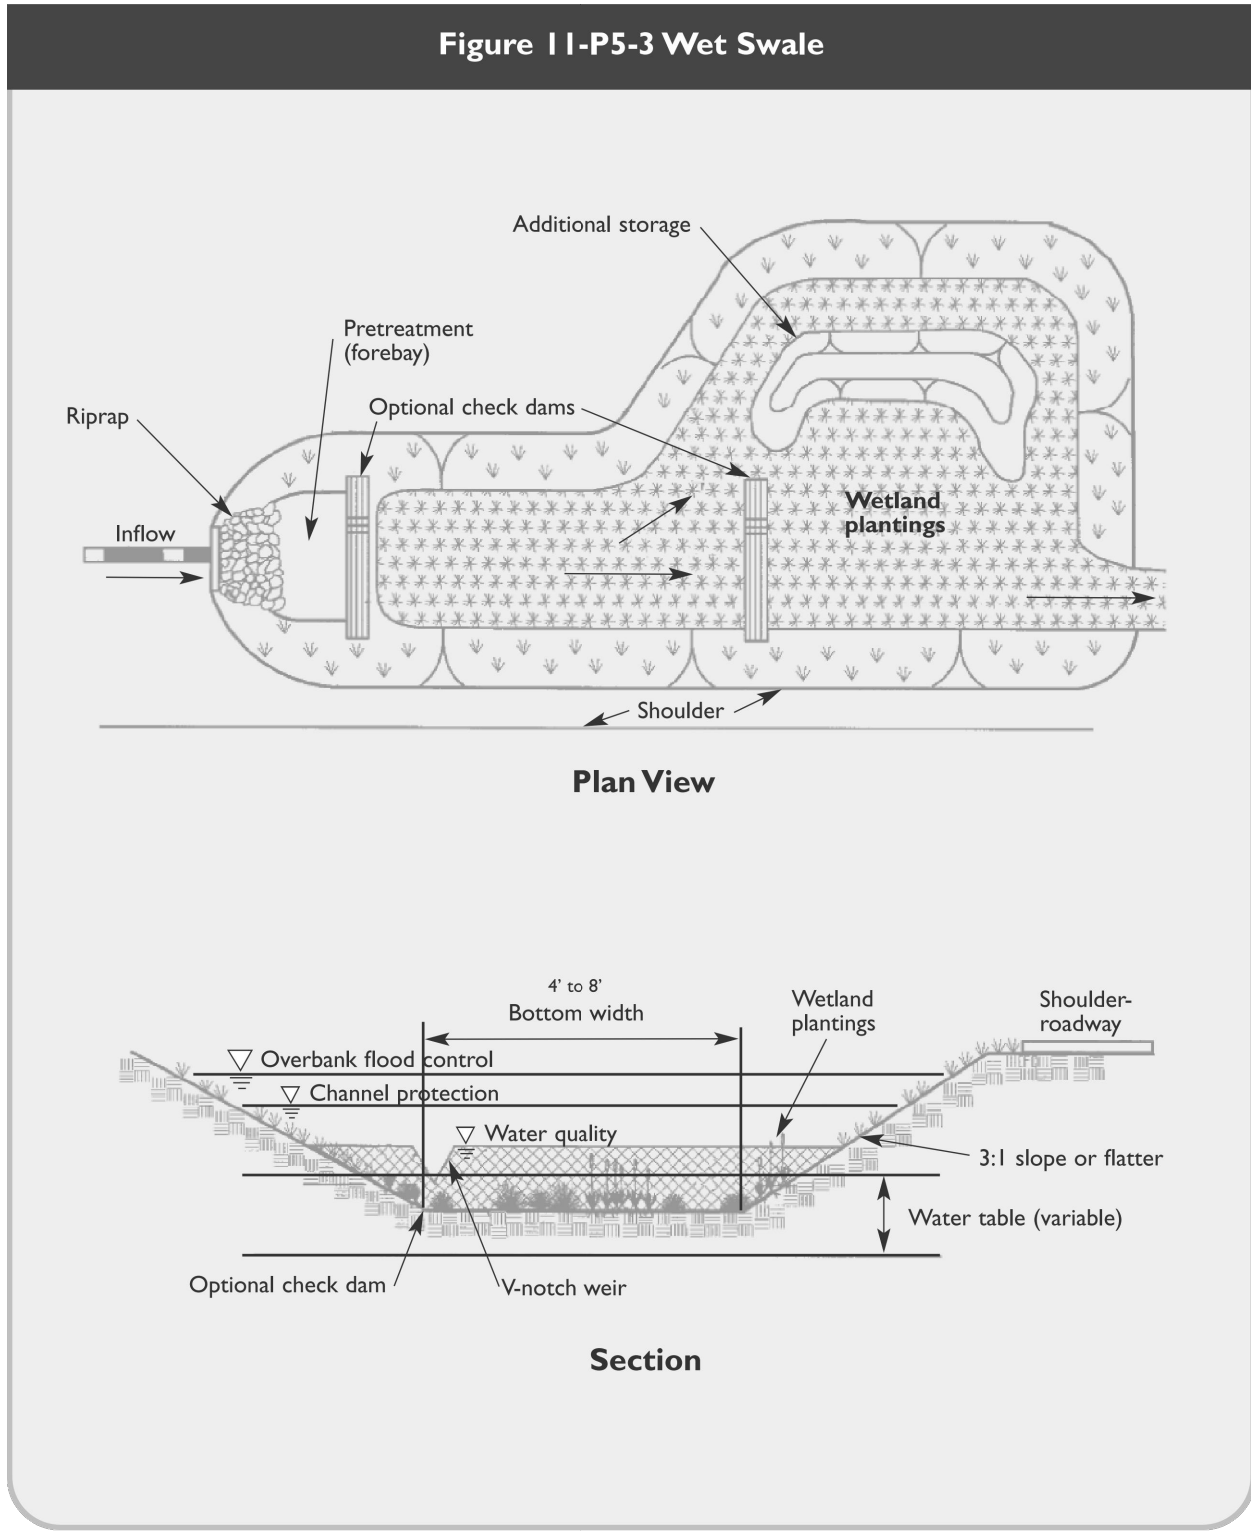 Figure 11-P5-3 Wet Swale
Additional storage
Pretreatment
(forebay)
Optional check dams
Riprap
Wetland
plantings
Inflow
Shoulder
Plan View
4’ to 8’
Bottom width
Wetland
plantings
Shoulder-
roadway
Overbank flood control
Channel protection
Water quality
3:1 slope or flatter
Water table (variable)
Optional check dam
V-notch weir
Section